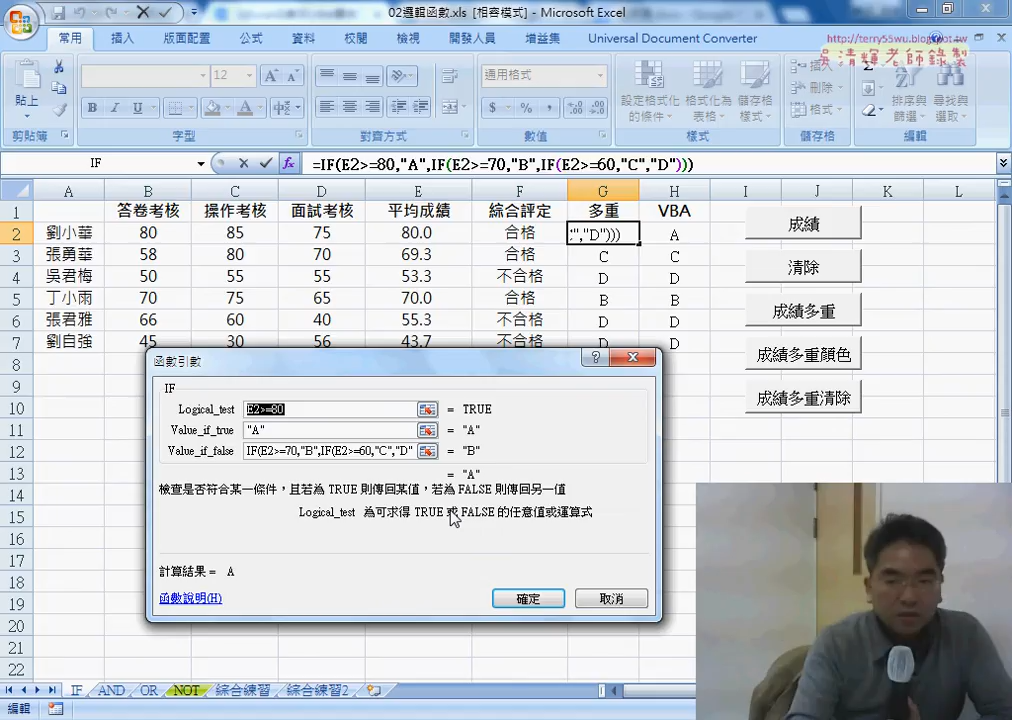 02邏輯函數.xls [相容模式] - Microsoft Excel
常用 插入 版面配置 公式 資料 校閱 檢視 開發人員 增益集 Universal Document Converter
http://terry55wu.blogspot.tw
吳清輝老師錄製
貼上 12 A A 通用格式 設定格式化的條件 格式化為表格 儲存格樣式 插入 刪除 格式 排序與篩選 尋找與選取
B I U $ % ,
剪貼簿 字型 對齊方式 數值 樣式 儲存格 編輯
IF =IF(E2>=80,"A",IF(E2>=70,"B",IF(E2>=60,"C","D")))
A B C D E F G H I J K L
1 答卷考核 操作考核 面試考核 平均成績 綜合評定 多重 VBA
2 劉小華 80 85 75 80.0 合格 ","D"))) A
3 張勇華 58 80 70 69.3 合格 C C
4 吳君梅 50 55 55 53.3 不合格 D D
5 丁小雨 70 75 65 70.0 合格 B B
6 張君雅 66 60 40 55.3 不合格 D D
7 劉自強 45 30 56 43.7 不合格 D D
成績
清除
成績多重
成績多重顏色
成績多重清除
8
9
10
11
12
13
14
15
16
17
18
19
20
21
22
函數引數
IF
Logical_test E2>=80 = TRUE
Value_if_true "A" = "A"
Value_if_false IF(E2>=70,"B",IF(E2>=60,"C","D" = "B"
= "A"
檢查是否符合某一條件，且若為 TRUE 則傳回某值，若為 FALSE 則傳回另一值
Logical_test 為可求得 TRUE 或 FALSE 的任意值或運算式
計算結果 = A
函數說明(H) 確定 取消
IF AND OR NOT 綜合練習 綜合練習2
編輯